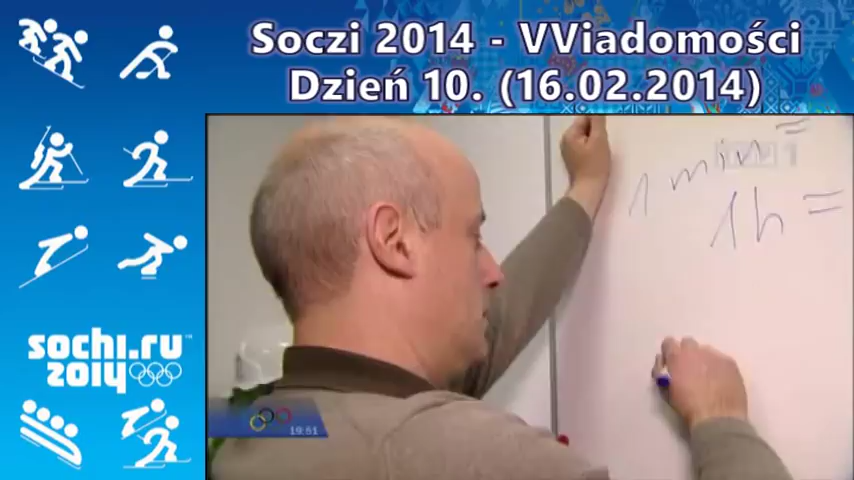 Soczi 2014 - VViadomości
Dzień 10. (16.02.2014)
1 min =
1h =
sochi.ru
2014
19:51